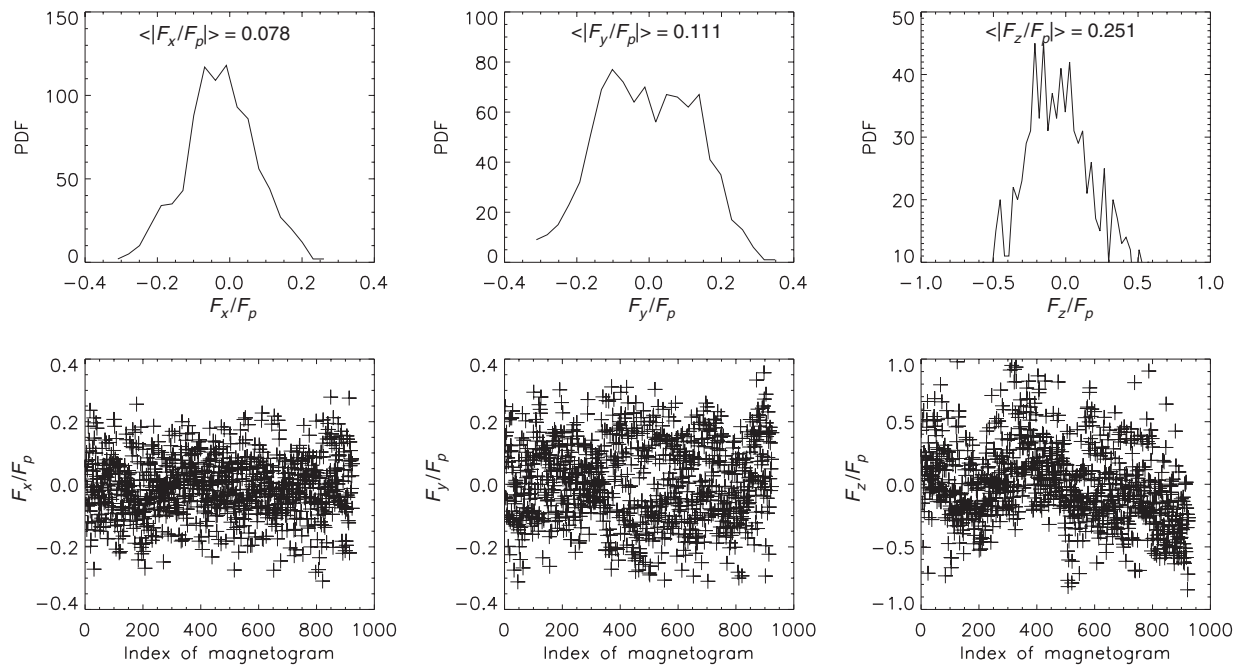 <|F_x/F_p|> = 0.078
150
100
50
0
PDF
−0.4 −0.2 0.0 0.2 0.4
F_x/F_p
<|F_y/F_p|> = 0.111
100
80
60
40
20
0
PDF
−0.4 −0.2 0.0 0.2 0.4
F_y/F_p
<|F_z/F_p|> = 0.251
50
40
30
20
10
PDF
−1.0 −0.5 0.0 0.5 1.0
F_z/F_p
0.4
0.2
0.0
−0.2
−0.4
F_x/F_p
0 200 400 600 800 1000
Index of magnetogram
0.4
0.2
0.0
−0.2
−0.4
F_y/F_p
0 200 400 600 800 1000
Index of magnetogram
1.0
0.5
0.0
−0.5
−1.0
F_z/F_p
0 200 400 600 800 1000
Index of magnetogram